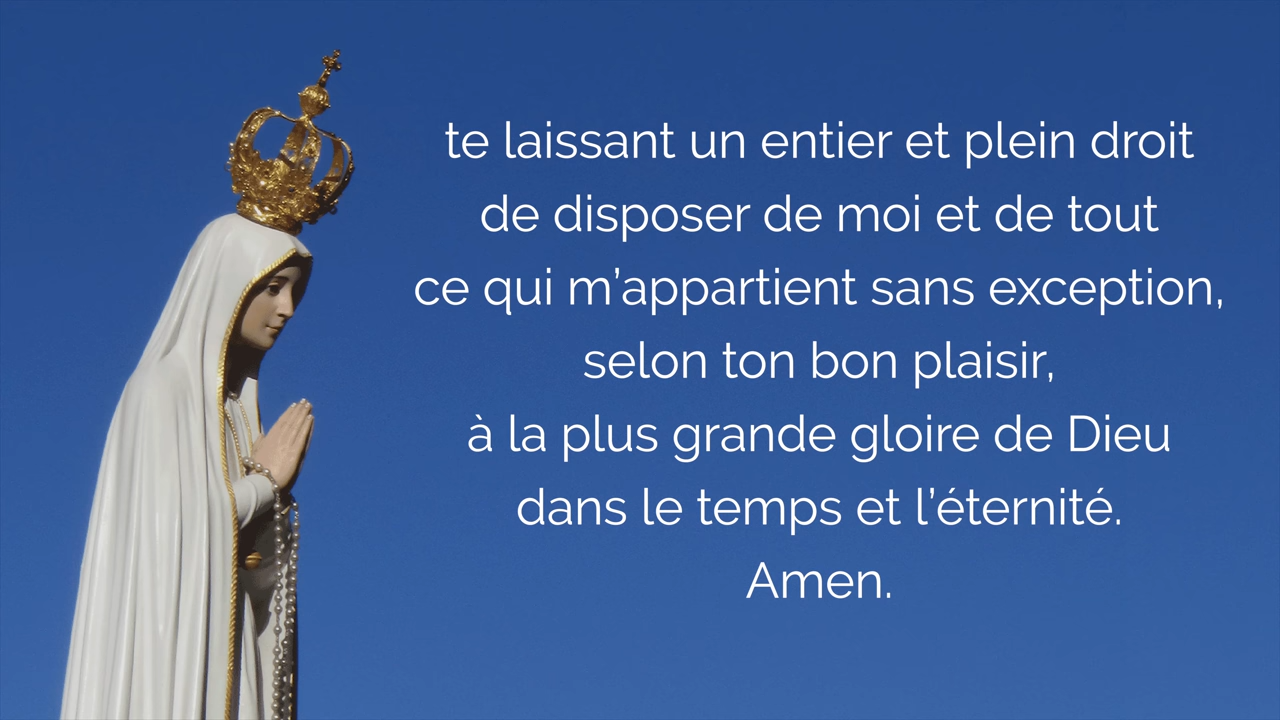 te laissant un entier et plein droit
de disposer de moi et de tout
ce qui m’appartient sans exception,
selon ton bon plaisir,
à la plus grande gloire de Dieu
dans le temps et l’éternité.
Amen.